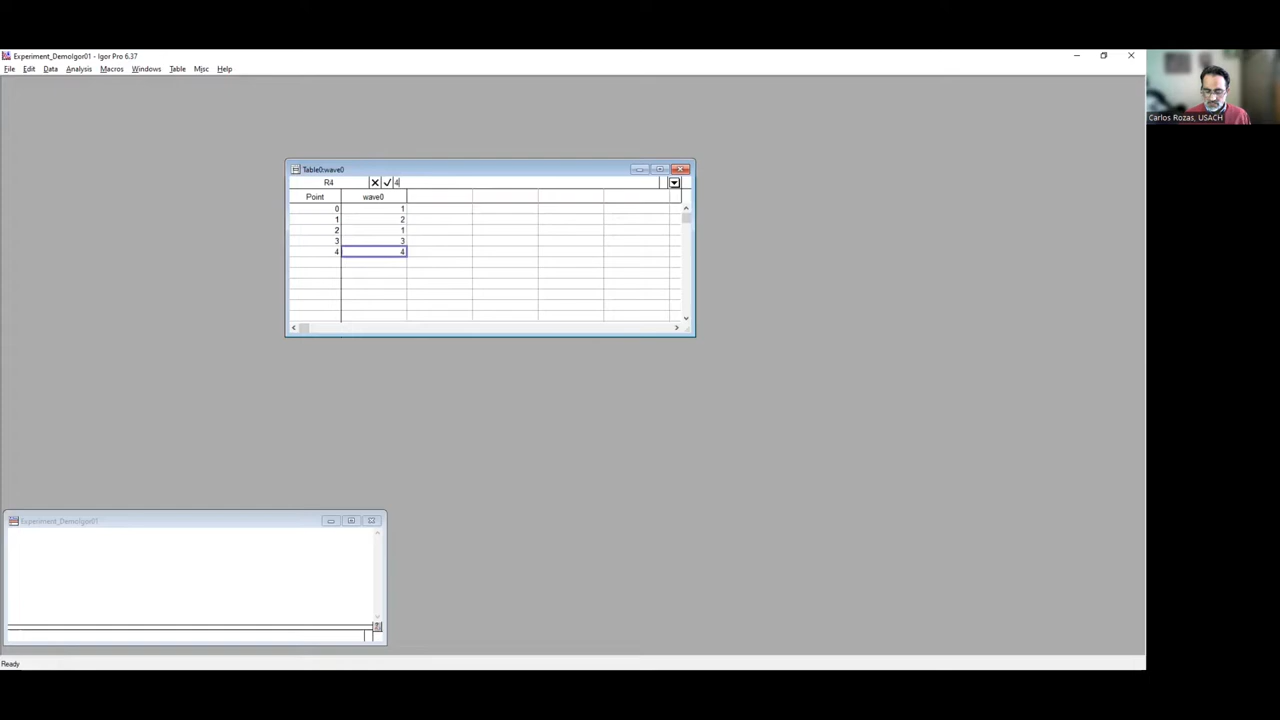 Experiment_DemoIgor01 - Igor Pro 6.37
File Edit Data Analysis Macros Windows Table Misc Help
Carlos Rozas, USACH
Table0:wave0
R4 4
Point wave0
0 1
1 2
2 1
3 3
4 4
Experiment_DemoIgor01
Ready